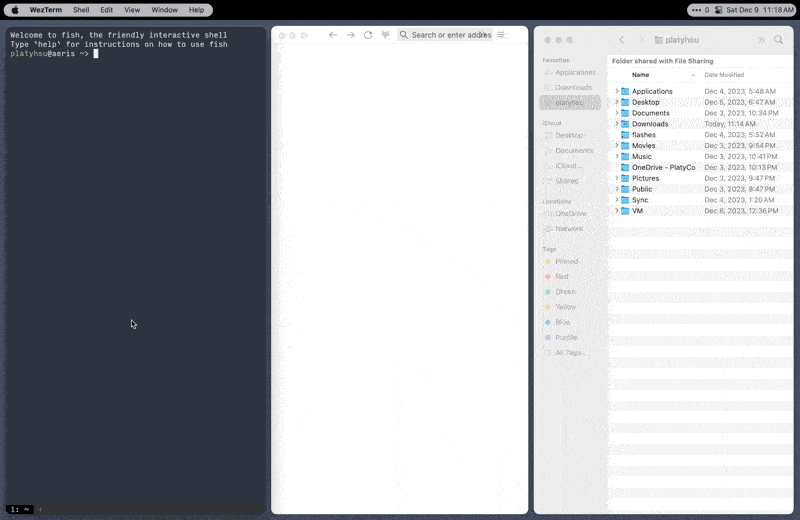 WezTerm Shell Edit View Window Help
0 Sat Dec 9 11:18 AM
Welcome to fish, the friendly interactive shell
Type `help` for instructions on how to use fish
platyhsu@aeris ~>
1: ~ +
Search or enter addres
platyhsu
Favorites
Applications
Downloads
platyhsu
iCloud
Desktop
Documents
iCloud...
Shared
Locations
OneDrive
Network
Tags
Pinned
Red
Green
Yellow
Blue
Purple
All Tags...
Folder shared with File Sharing
Name Date Modified
Applications Dec 4, 2023, 5:48 AM
Desktop Dec 5, 2023, 6:47 AM
Documents Dec 3, 2023, 10:34 PM
Downloads Today, 11:14 AM
flashes Dec 4, 2023, 5:52 AM
Movies Dec 3, 2023, 9:54 PM
Music Dec 3, 2023, 10:41 PM
OneDrive - PlatyCo Dec 3, 2023, 10:13 PM
Pictures Dec 3, 2023, 9:47 PM
Public Dec 3, 2023, 9:47 PM
Sync Dec 4, 2023, 1:20 AM
VM Dec 6, 2023, 12:36 PM